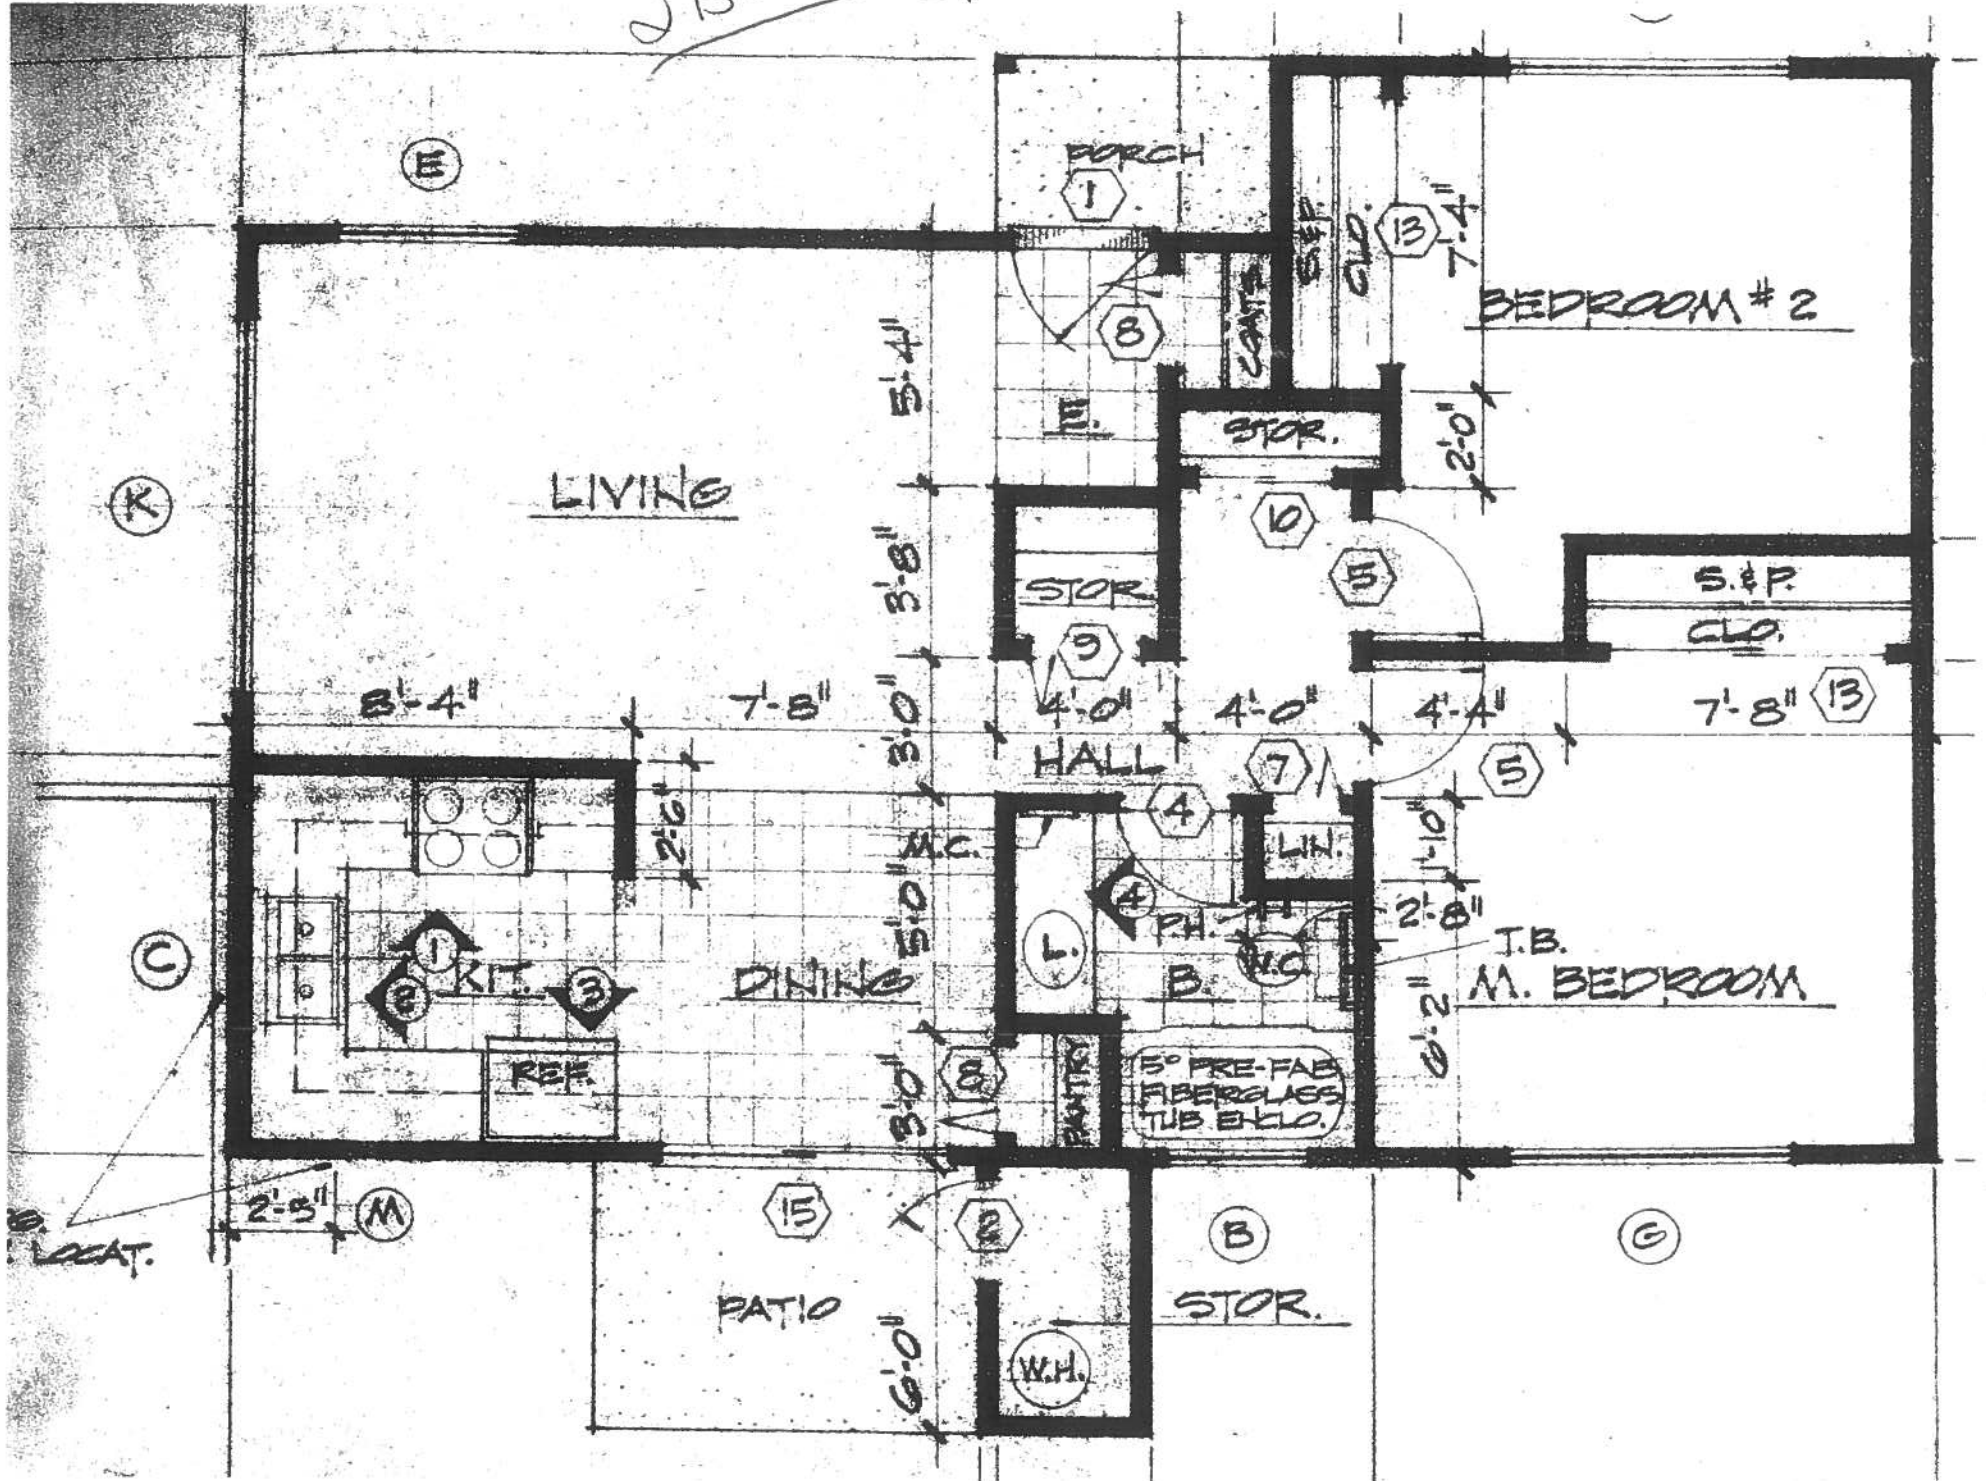 E
PORCH
1
S.&P.
CLO.
13
7'-4"
BEDROOM #2
8
COATS
5'-4"
E.
STOR.
2'-0"
K
LIVING
10
3'-8"
STOR.
9
5
S.&P.
CLO.
8'-4"
7'-8"
3'-0"
4'-0"
4'-0"
4'-4"
7'-8"
13
HALL
7
5
4
2'-6"
M.C.
LIN.
1'-10"
4
P.H.
2'-8"
T.B.
C
1
KIT.
2
3
DINING
5'-0"
L.
B.
W.C.
M. BEDROOM
6'-2"
REF.
3'-0"
8
PANTRY
5° PRE-FAB
FIBERGLASS
TUB ENCLO.
M
15
2
B
G
LOCAT.
PATIO
STOR.
6'-0"
W.H.